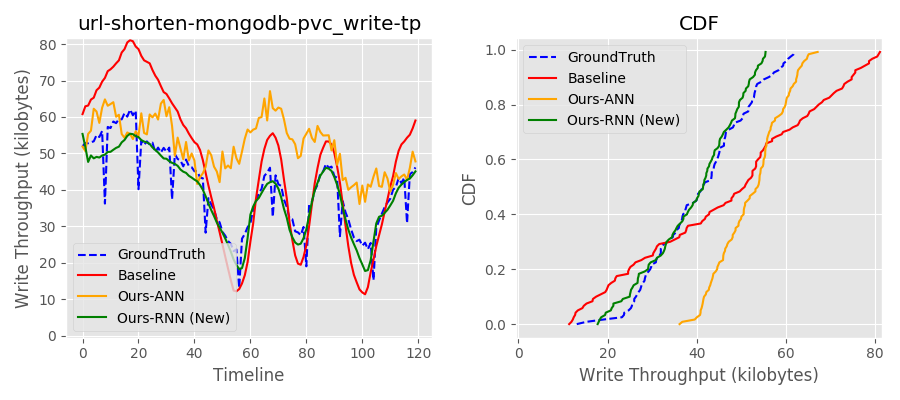 url-shorten-mongodb-pvc_write-tp
80
70
60
50
40
30
20
10
0
Write Throughput (kilobytes)
GroundTruth
Baseline
Ours-ANN
Ours-RNN (New)
0 20 40 60 80 100 120
Timeline
CDF
1.0
0.8
0.6
0.4
0.2
0.0
CDF
GroundTruth
Baseline
Ours-ANN
Ours-RNN (New)
0 20 40 60 80
Write Throughput (kilobytes)